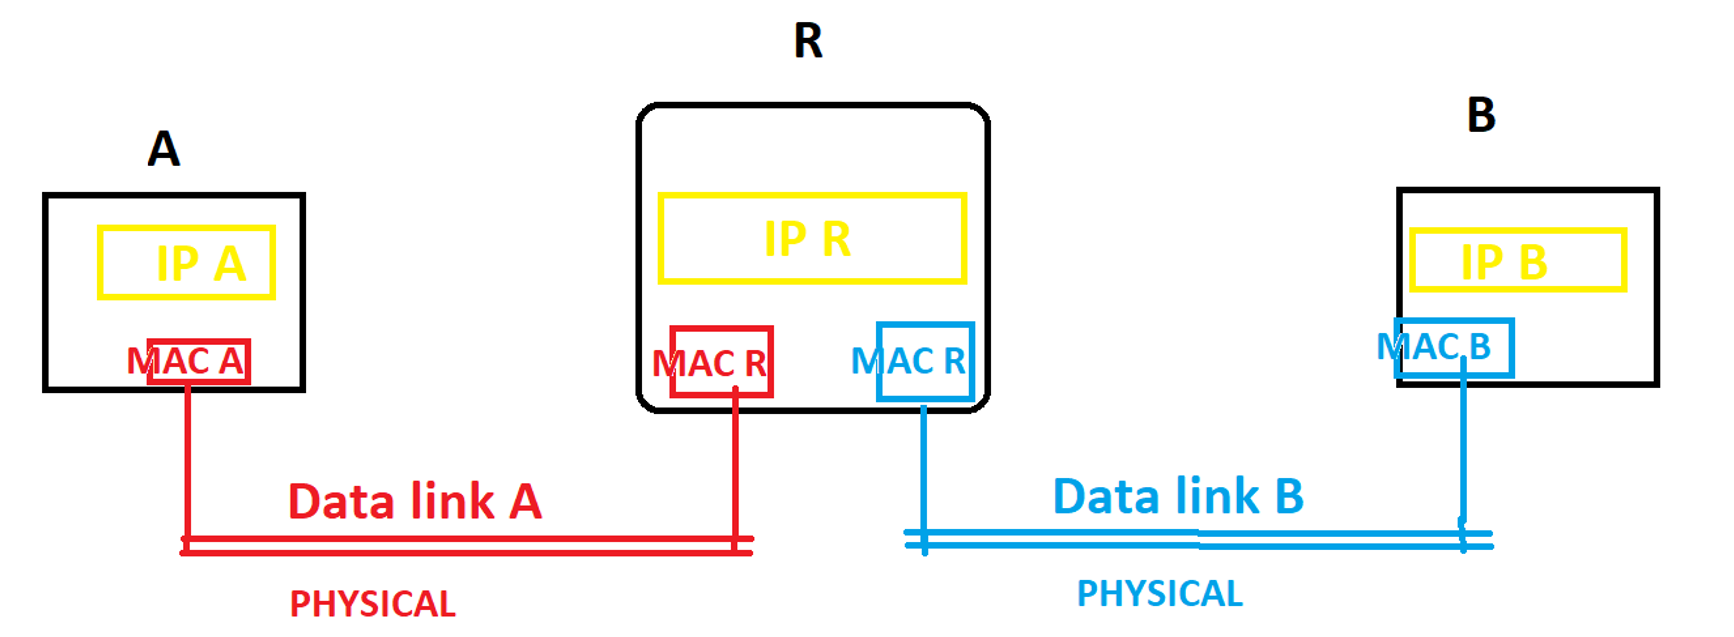 R
A
B
IP A
IP R
IP B
MAC A
MAC R
MAC R
MAC B
Data link A
Data link B
PHYSICAL
PHYSICAL